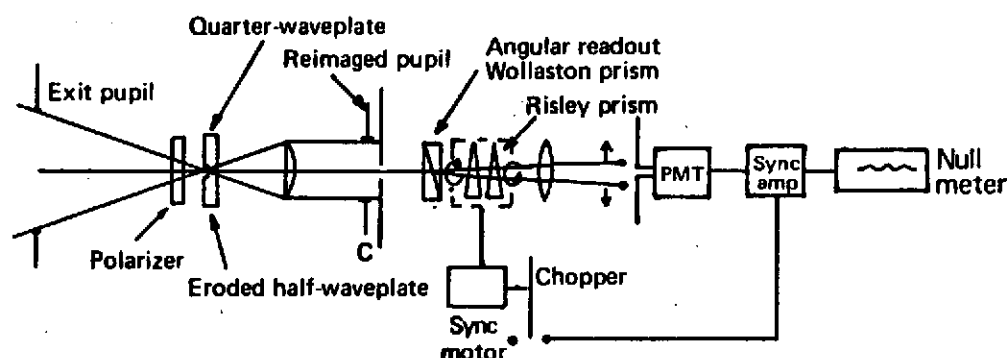 Quarter-waveplate
Reimaged pupil
Exit pupil
Angular readout
Wollaston prism
Risley prism
PMT
Sync
amp
Null
meter
C
Polarizer
Eroded half-waveplate
Chopper
Sync
motor